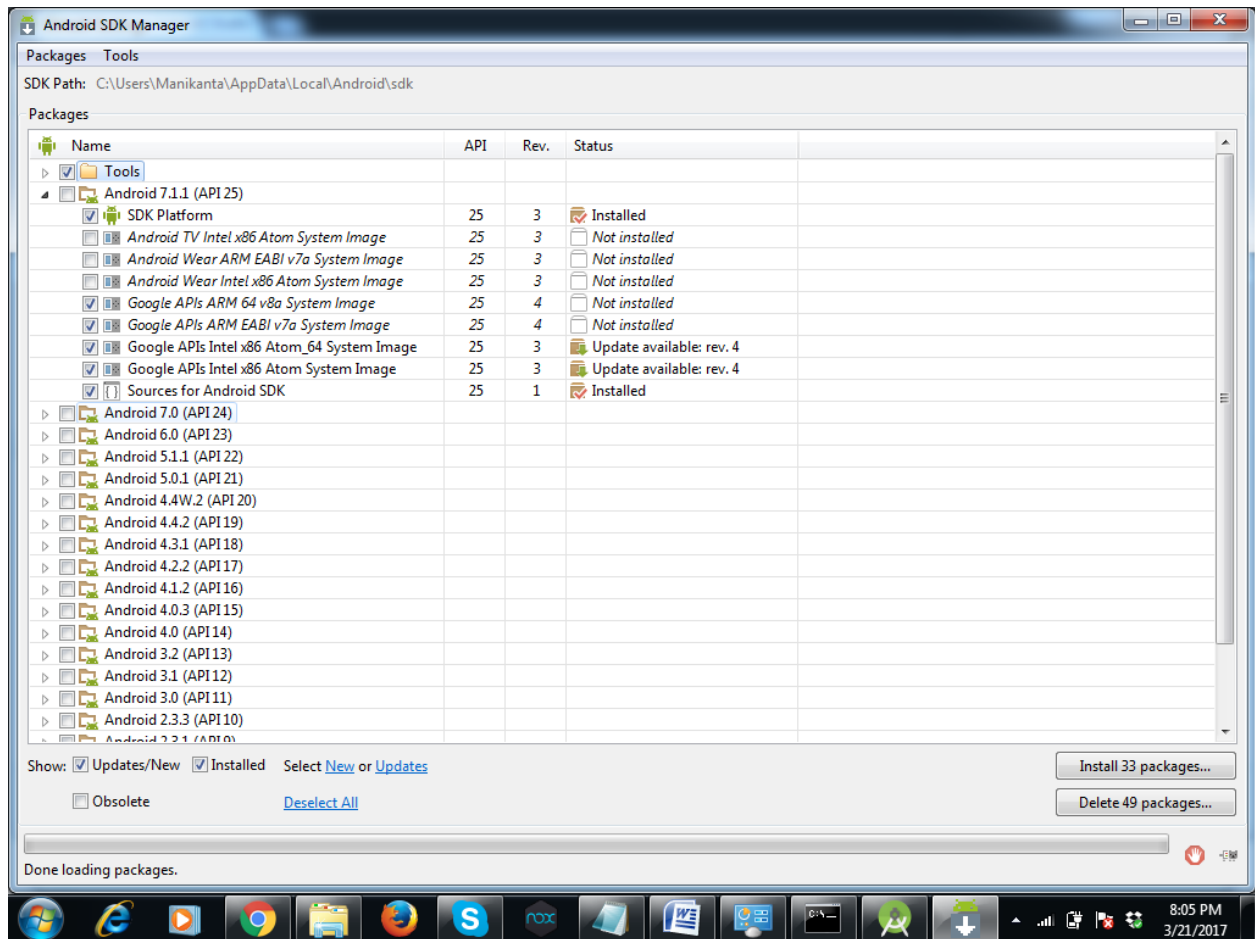 Android SDK Manager
Packages Tools
SDK Path: C:\Users\Manikanta\AppData\Local\Android\sdk
Packages
Name API Rev. Status
Tools
Android 7.1.1 (API 25)
SDK Platform 25 3 Installed
Android TV Intel x86 Atom System Image 25 3 Not installed
Android Wear ARM EABI v7a System Image 25 3 Not installed
Android Wear Intel x86 Atom System Image 25 3 Not installed
Google APIs ARM 64 v8a System Image 25 4 Not installed
Google APIs ARM EABI v7a System Image 25 4 Not installed
Google APIs Intel x86 Atom_64 System Image 25 3 Update available: rev. 4
Google APIs Intel x86 Atom System Image 25 3 Update available: rev. 4
{ } Sources for Android SDK 25 1 Installed
Android 7.0 (API 24)
Android 6.0 (API 23)
Android 5.1.1 (API 22)
Android 5.0.1 (API 21)
Android 4.4W.2 (API 20)
Android 4.4.2 (API 19)
Android 4.3.1 (API 18)
Android 4.2.2 (API 17)
Android 4.1.2 (API 16)
Android 4.0.3 (API 15)
Android 4.0 (API 14)
Android 3.2 (API 13)
Android 3.1 (API 12)
Android 3.0 (API 11)
Android 2.3.3 (API 10)
Android 2.3.1 (API 9)
Show: Updates/New Installed Select New or Updates Install 33 packages...
Obsolete Deselect All Delete 49 packages...
Done loading packages.
nox
C:\_
8:05 PM
3/21/2017